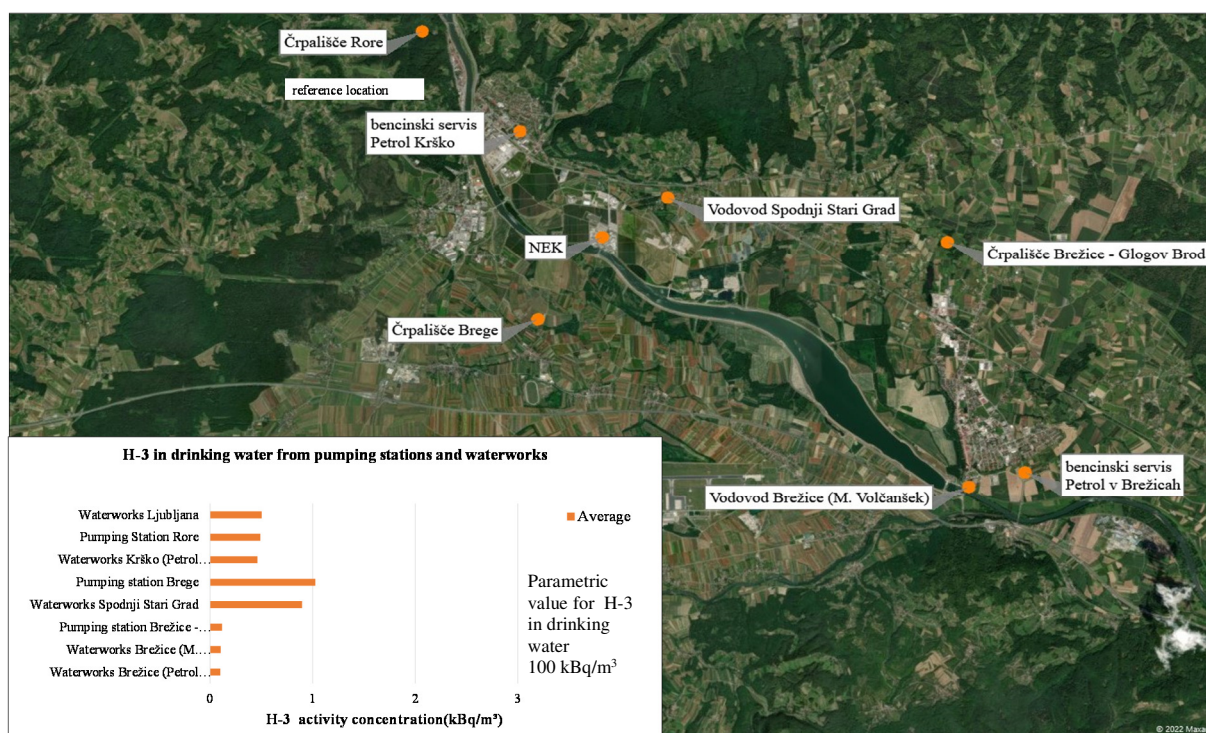 Črpališče Rore
reference location
bencinski servis
Petrol Krško
Vodovod Spodnji Stari Grad
NEK
Črpališče Brežice - Glogov Brod
Črpališče Brege
bencinski servis
Petrol v Brežicah
Vodovod Brežice (M. Volčanšek)
H-3 in drinking water from pumping stations and waterworks
Waterworks Ljubljana
Pumping Station Rore
Waterworks Krško (Petrol…
Pumping station Brege
Waterworks Spodnji Stari Grad
Pumping station Brežice -…
Waterworks Brežice (M.…
Waterworks Brežice (Petrol…
0 1 2 3
H-3 activity concentration(kBq/m³)
Average
Parametric
value for H-3
in drinking
water
100 kBq/m³
© 2022 Maxar